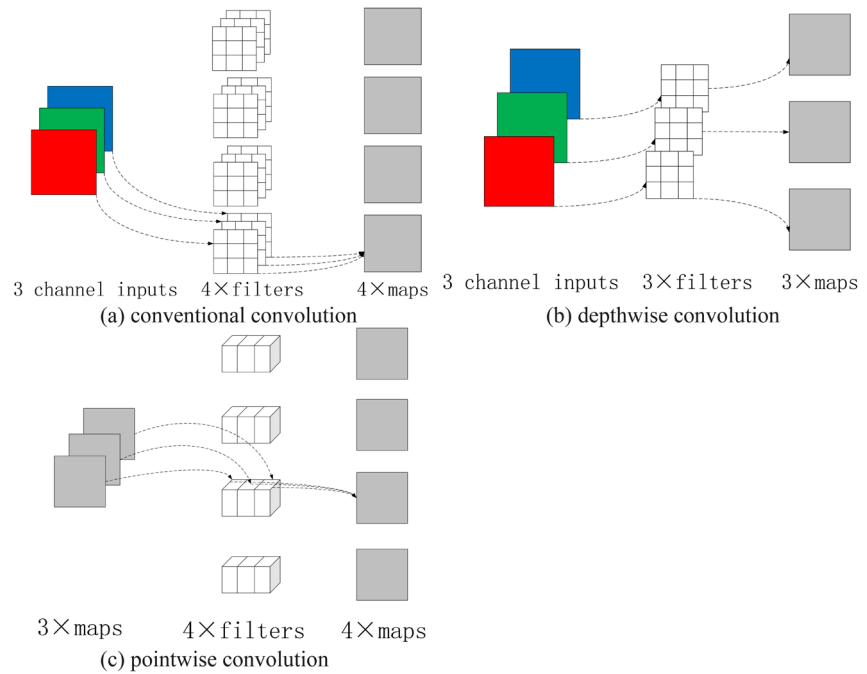 3 channel inputs 4×filters 4×maps
(a) conventional convolution
3 channel inputs 3×filters 3×maps
(b) depthwise convolution
3×maps 4×filters 4×maps
(c) pointwise convolution